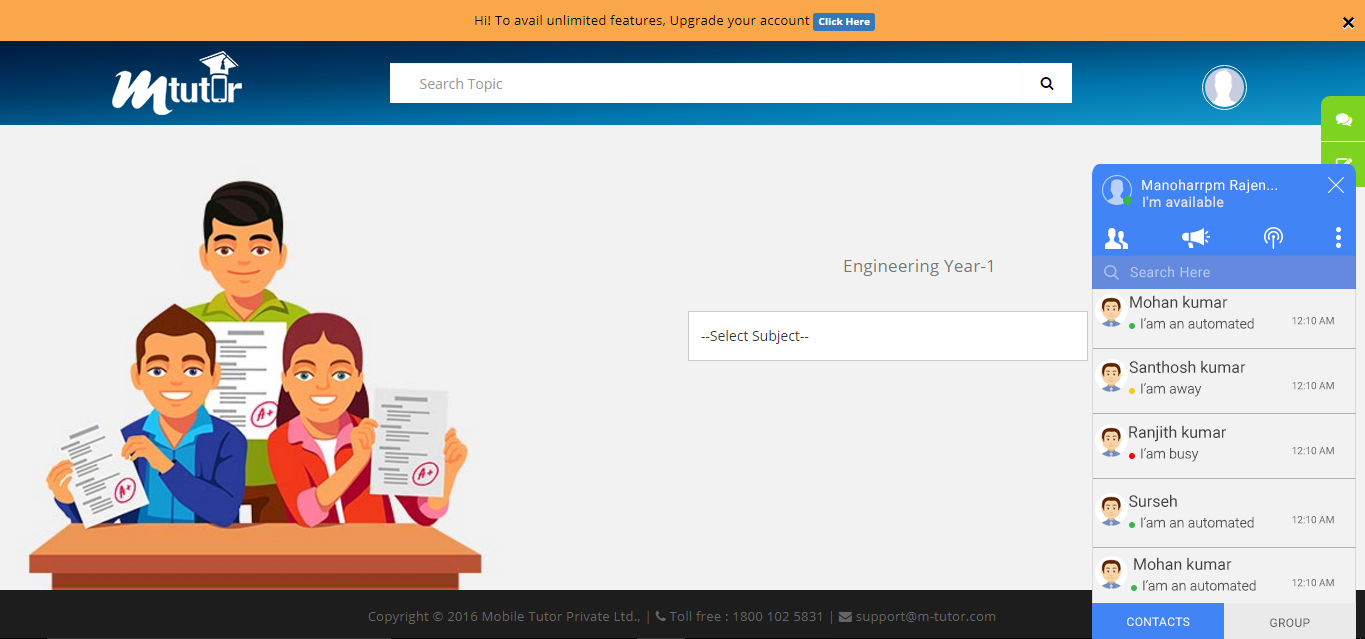 Hi! To avail unlimited features, Upgrade your account Click Here
Mtutor
Search Topic
Engineering Year-1
--Select Subject--
A+
A+
A+
Manoharrpm Rajen...
I'm available
Search Here
Mohan kumar
I'am an automated 12:10 AM
Santhosh kumar
I'am away 12:10 AM
Ranjith kumar
I'am busy 12:10 AM
Surseh
I'am an automated 12:10 AM
Mohan kumar
I'am an automated 12:10 AM
CONTACTS GROUP
Copyright © 2016 Mobile Tutor Private Ltd., | Toll free : 1800 102 5831 | support@m-tutor.com